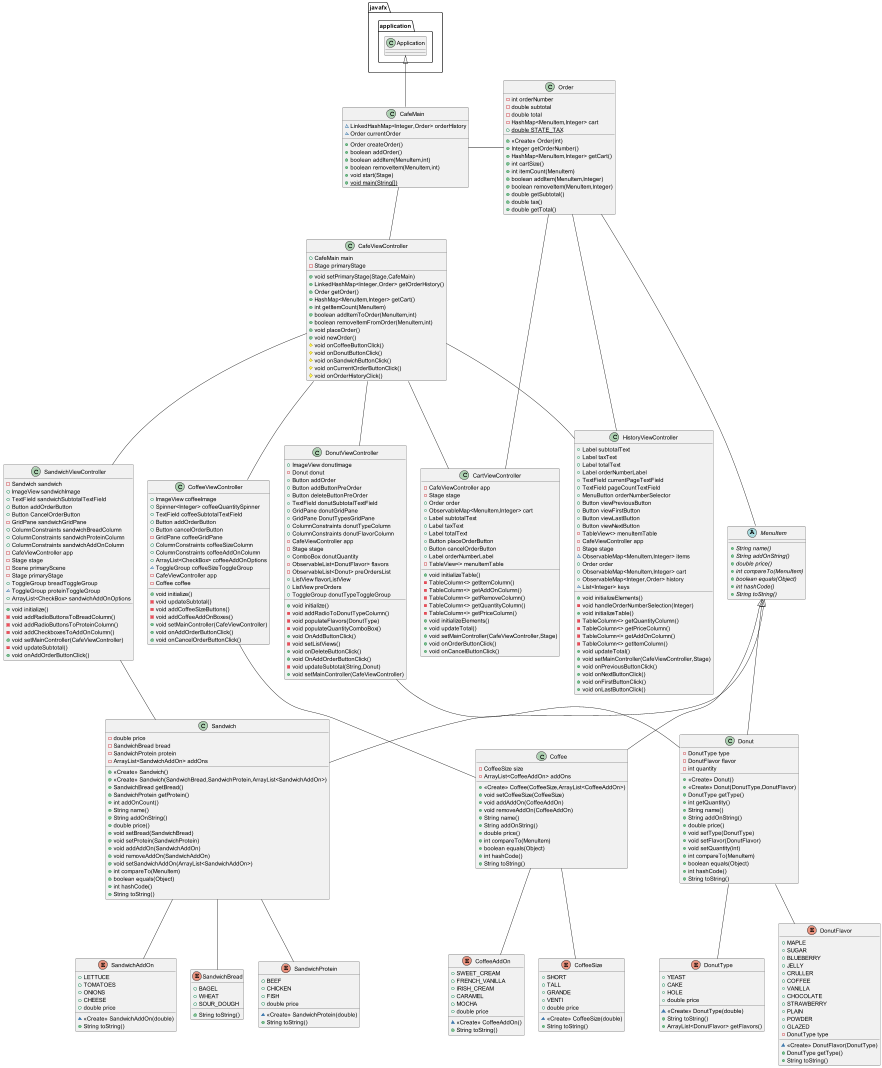 javafx
application
Application
CafeMain
LinkedHashMap<Integer,Order> orderHistory
Order currentOrder
Order createOrder()
boolean addOrder()
boolean addItem(MenuItem,int)
boolean removeItem(MenuItem,int)
void start(Stage)
void main(String[])
Order
int orderNumber
double subtotal
double total
HashMap<MenuItem,Integer> cart
double STATE_TAX
«Create» Order(int)
Integer getOrderNumber()
HashMap<MenuItem,Integer> getCart()
int cartSize()
int itemCount(MenuItem)
boolean addItem(MenuItem,Integer)
boolean removeItem(MenuItem,Integer)
double getSubtotal()
double tax()
double getTotal()
CafeViewController
CafeMain main
Stage primaryStage
void setPrimaryStage(Stage,CafeMain)
LinkedHashMap<Integer,Order> getOrderHistory()
Order getOrder()
HashMap<MenuItem,Integer> getCart()
int getItemCount(MenuItem)
boolean addItemToOrder(MenuItem,int)
boolean removeItemFromOrder(MenuItem,int)
void placeOrder()
void newOrder()
void onCoffeeButtonClick()
void onDonutButtonClick()
void onSandwichButtonClick()
void onCurrentOrderButtonClick()
void onOrderHistoryClick()
SandwichViewController
Sandwich sandwich
ImageView sandwichImage
TextField sandwichSubtotalTextField
Button addOrderButton
Button CancelOrderButton
GridPane sandwichGridPane
ColumnConstraints sandwichBreadColumn
ColumnConstraints sandwichProteinColumn
ColumnConstraints sandwichAddOnColumn
CafeViewController app
Stage stage
Scene primaryScene
Stage primaryStage
ToggleGroup breadToggleGroup
ToggleGroup proteinToggleGroup
ArrayList<CheckBox> sandwichAddOnOptions
void initialize()
void addRadioButtonsToBreadColumn()
void addRadioButtonsToProteinColumn()
void addCheckboxesToAddOnColumn()
void setMainController(CafeViewController)
void updateSubtotal()
void onAddOrderButtonClick()
CoffeeViewController
ImageView coffeeImage
Spinner<Integer> coffeeQuantitySpinner
TextField coffeeSubtotalTextField
Button addOrderButton
Button cancelOrderButton
GridPane coffeeGridPane
ColumnConstraints coffeeSizeColumn
ColumnConstraints coffeeAddOnColumn
ArrayList<CheckBox> coffeeAddOnOptions
ToggleGroup coffeeSizeToggleGroup
CafeViewController app
Coffee coffee
void initialize()
void updateSubtotal()
void addCoffeeSizeButtons()
void addCoffeeAddOnBoxes()
void setMainController(CafeViewController)
void onAddOrderButtonClick()
void onCancelOrderButtonClick()
DonutViewController
ImageView donutImage
Donut donut
Button addOrder
Button addButtonPreOrder
Button deleteButtonPreOrder
TextField donutSubtotalTextField
GridPane donutGridPane
GridPane DonutTypesGridPane
ColumnConstraints donutTypeColumn
ColumnConstraints donutFlavorColumn
CafeViewController app
Stage stage
ComboBox donutQuantity
ObservableList<DonutFlavor> flavors
ObservableList<Donut> preOrdersList
ListView flavorListView
ListView preOrders
ToggleGroup donutTypeToggleGroup
void initialize()
void addRadioToDonutTypeColumn()
void populateFlavors(DonutType)
void populateQuantityComboBox()
void OnAddButtonClick()
void setListViews()
void onDeleteButtonClick()
void OnAddOrderButtonClick()
void updateSubtotal(String,Donut)
void setMainController(CafeViewController)
CartViewController
CafeViewController app
Stage stage
Order order
ObservableMap<MenuItem,Integer> cart
Label subtotalText
Label taxText
Label totalText
Button placeOrderButton
Button cancelOrderButton
Label orderNumberLabel
TableView<> menuItemTable
void initializeTable()
TableColumn<> getItemColumn()
TableColumn<> getAddOnColumn()
TableColumn<> getRemoveColumn()
TableColumn<> getQuantityColumn()
TableColumn<> getPriceColumn()
void initializeElements()
void updateTotal()
void setMainController(CafeViewController,Stage)
void onOrderButtonClick()
void onCancelButtonClick()
HistoryViewController
Label subtotalText
Label taxText
Label totalText
Label orderNumberLabel
TextField currentPageTextField
TextField pageCountTextField
MenuButton orderNumberSelector
Button viewPreviousButton
Button viewFirstButton
Button viewLastButton
Button viewNextButton
TableView<> menuItemTable
CafeViewController app
Stage stage
ObservableMap<MenuItem,Integer> items
Order order
ObservableMap<MenuItem,Integer> cart
ObservableMap<Integer,Order> history
List<Integer> keys
void initializeElements()
void handleOrderNumberSelection(Integer)
void initializeTable()
TableColumn<> getQuantityColumn()
TableColumn<> getPriceColumn()
TableColumn<> getAddOnColumn()
TableColumn<> getItemColumn()
void updateTotal()
void setMainController(CafeViewController,Stage)
void onPreviousButtonClick()
void onNextButtonClick()
void onFirstButtonClick()
void onLastButtonClick()
MenuItem
String name()
String addOnString()
double price()
int compareTo(MenuItem)
boolean equals(Object)
int hashCode()
String toString()
Sandwich
double price
SandwichBread bread
SandwichProtein protein
ArrayList<SandwichAddOn> addOns
«Create» Sandwich()
«Create» Sandwich(SandwichBread,SandwichProtein,ArrayList<SandwichAddOn>)
SandwichBread getBread()
SandwichProtein getProtein()
int addOnCount()
String name()
String addOnString()
double price()
void setBread(SandwichBread)
void setProtein(SandwichProtein)
void addAddOn(SandwichAddOn)
void removeAddOn(SandwichAddOn)
void setSandwichAddOn(ArrayList<SandwichAddOn>)
int compareTo(MenuItem)
boolean equals(Object)
int hashCode()
String toString()
Coffee
CoffeeSize size
ArrayList<CoffeeAddOn> addOns
«Create» Coffee(CoffeeSize,ArrayList<CoffeeAddOn>)
void setCoffeeSize(CoffeeSize)
void addAddOn(CoffeeAddOn)
void removeAddOn(CoffeeAddOn)
String name()
String addOnString()
double price()
int compareTo(MenuItem)
boolean equals(Object)
int hashCode()
String toString()
Donut
DonutType type
DonutFlavor flavor
int quantity
«Create» Donut()
«Create» Donut(DonutType,DonutFlavor)
DonutType getType()
int getQuantity()
String name()
String addOnString()
double price()
void setType(DonutType)
void setFlavor(DonutFlavor)
void setQuantity(int)
int compareTo(MenuItem)
boolean equals(Object)
int hashCode()
String toString()
SandwichAddOn
LETTUCE
TOMATOES
ONIONS
CHEESE
double price
«Create» SandwichAddOn(double)
String toString()
SandwichBread
BAGEL
WHEAT
SOUR_DOUGH
String toString()
SandwichProtein
BEEF
CHICKEN
FISH
double price
«Create» SandwichProtein(double)
String toString()
CoffeeAddOn
SWEET_CREAM
FRENCH_VANILLA
IRISH_CREAM
CARAMEL
MOCHA
double price
«Create» CoffeeAddOn()
String toString()
CoffeeSize
SHORT
TALL
GRANDE
VENTI
double price
«Create» CoffeeSize(double)
String toString()
DonutType
YEAST
CAKE
HOLE
double price
«Create» DonutType(double)
String toString()
ArrayList<DonutFlavor> getFlavors()
DonutFlavor
MAPLE
SUGAR
BLUEBERRY
JELLY
CRULLER
COFFEE
VANILLA
CHOCOLATE
STRAWBERRY
PLAIN
POWDER
GLAZED
DonutType type
«Create» DonutFlavor(DonutType)
DonutType getType()
String toString()